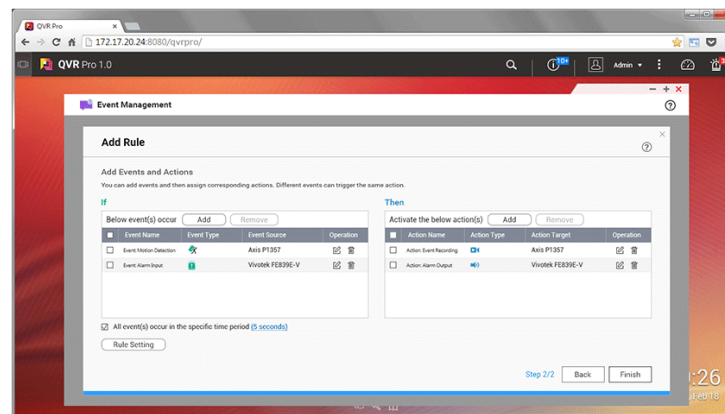 QVR Pro
172.17.20.24:8080/qvrpro/
QVR Pro 1.0
10+
Admin
Event Management
Add Rule
Add Events and Actions
You can add events and then assign corresponding actions. Different events can trigger the same action.
If
Then
Below event(s) occur Add Remove
Activate the below action(s) Add Remove
Event Name Event Type Event Source Operation
Action Name Action Type Action Target Operation
Event Motion Detection Axis P1357
Action: Event Recording Axis P1357
Event Alarm Input Vivotek FE839E-V
Action: Alarm Output Vivotek FE839E-V
All event(s) occur in the specific time period (5 seconds)
Rule Setting
Step 2/2 Back Finish
:26
Feb 18